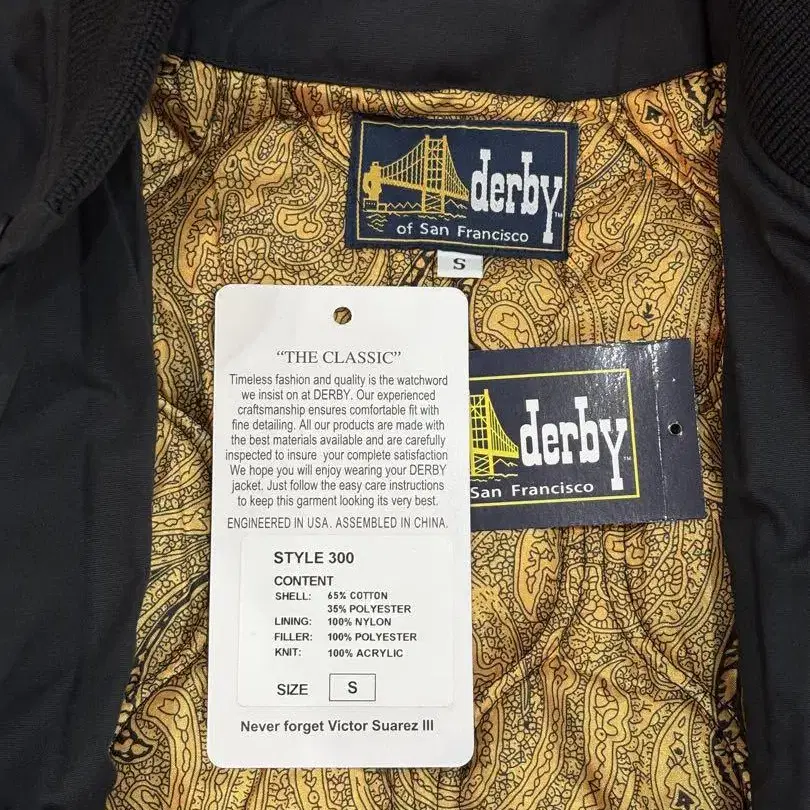 derby™
of San Francisco
S
"THE CLASSIC"
Timeless fashion and quality is the watchword
we insist on at DERBY. Our experienced
craftsmanship ensures comfortable fit with
fine detailing. All our products are made with
the best materials available and are carefully
inspected to insure your complete satisfaction
We hope you will enjoy wearing your DERBY
jacket. Just follow the easy care instructions
to keep this garment looking its very best.
ENGINEERED IN USA. ASSEMBLED IN CHINA.
STYLE 300
CONTENT
SHELL: 65% COTTON
35% POLYESTER
LINING: 100% NYLON
FILLER: 100% POLYESTER
KNIT: 100% ACRYLIC
SIZE S
Never forget Victor Suarez III
derby™
San Francisco